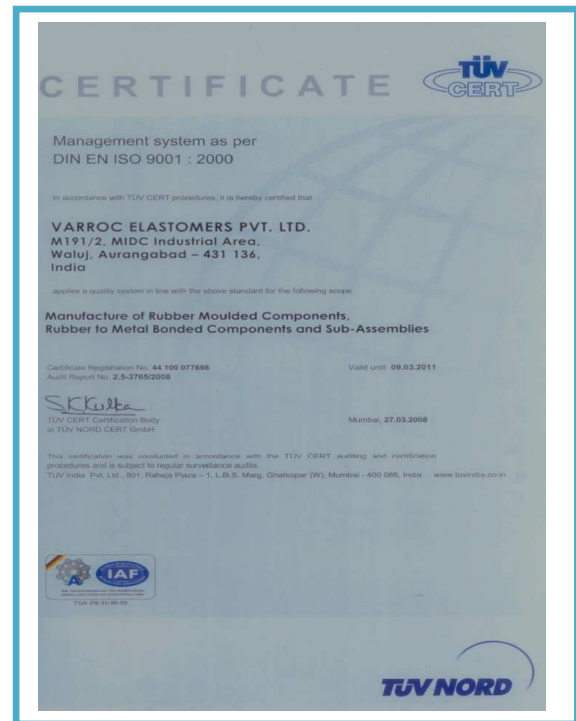 CERTIFICATE
TÜV
CERT
Management system as per
DIN EN ISO 9001 : 2000
In accordance with TÜV CERT procedures, it is hereby certified that
VARROC ELASTOMERS PVT. LTD.
M191/2, MIDC Industrial Area,
Waluj, Aurangabad – 431 136,
India
applies a quality system in line with the above standard for the following scope
Manufacture of Rubber Moulded Components,
Rubber to Metal Bonded Components and Sub-Assemblies
Certificate Registration No. 44 100 077698
Valid until 09.03.2011
Audit Report No. 2.5-3765/2008
TÜV CERT Certification Body
at TÜV NORD CERT GmbH
Mumbai, 27.03.2008
This certification was conducted in accordance with the TÜV CERT auditing and certification
procedures and is subject to regular surveillance audits.
TÜV India Pvt. Ltd., 801, Raheja Plaza – 1, L.B.S. Marg, Ghatkopar (W), Mumbai - 400 086, India www.tuvindia.co.in
IAF
TÜV NORD